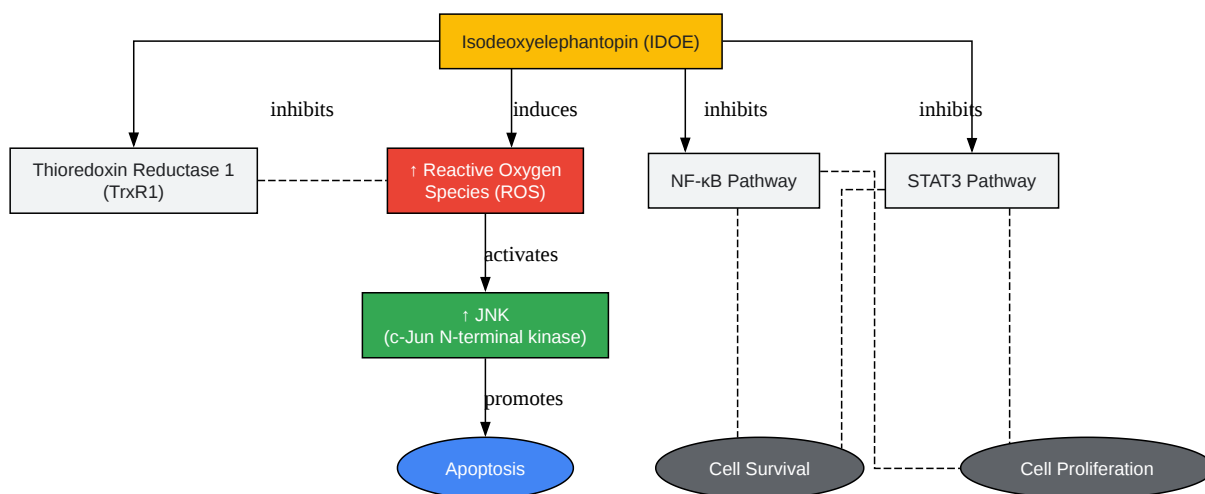 Isodeoxyelephantopin (IDOE)
inhibits
induces
inhibits
inhibits
Thioredoxin Reductase 1
(TrxR1)
↑ Reactive Oxygen
Species (ROS)
NF-κB Pathway
STAT3 Pathway
activates
↑ JNK
(c-Jun N-terminal kinase)
promotes
Apoptosis
Cell Survival
Cell Proliferation